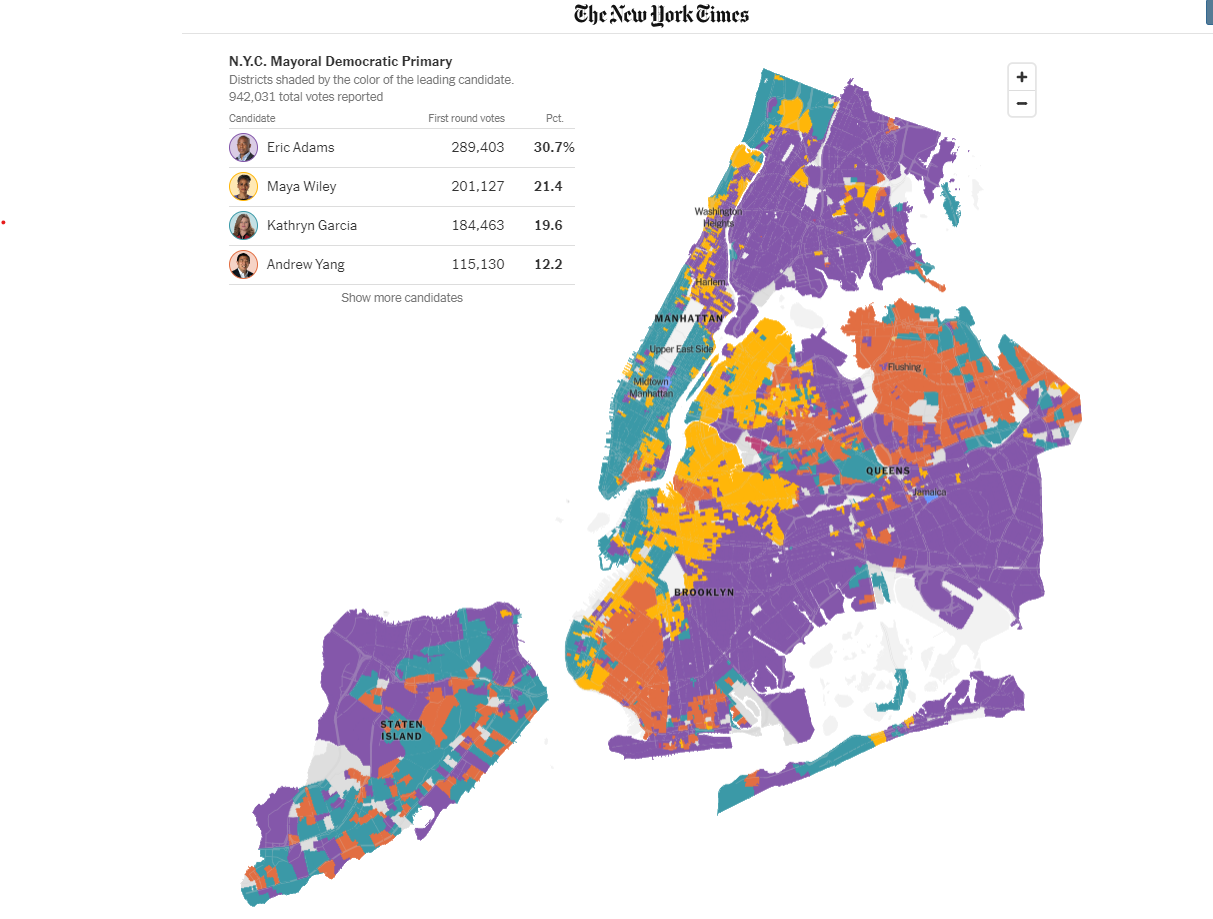 The New York Times
N.Y.C. Mayoral Democratic Primary
Districts shaded by the color of the leading candidate.
942,031 total votes reported
Candidate First round votes Pct.
Eric Adams 289,403 30.7%
Maya Wiley 201,127 21.4
Kathryn Garcia 184,463 19.6
Andrew Yang 115,130 12.2
Show more candidates
+
−
Washington
Heights
Harlem
MANHATTAN
Upper East Side
Midtown
Manhattan
Flushing
QUEENS
Jamaica
BROOKLYN
STATEN
ISLAND